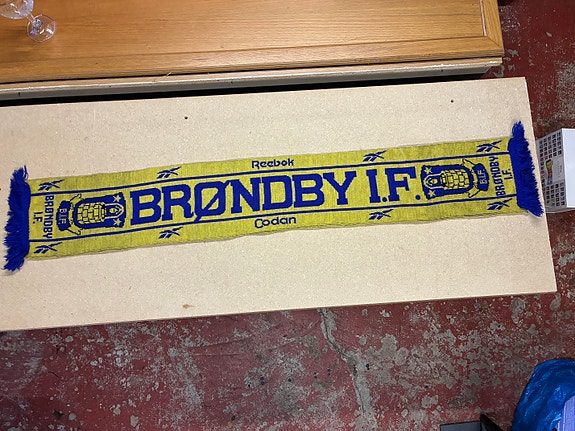 Reebok
BRØNDBY I.F.
Codan
BRØNDBY
I.F.
B.I.F.
B.I.F.
BRØNDBY
I.F.